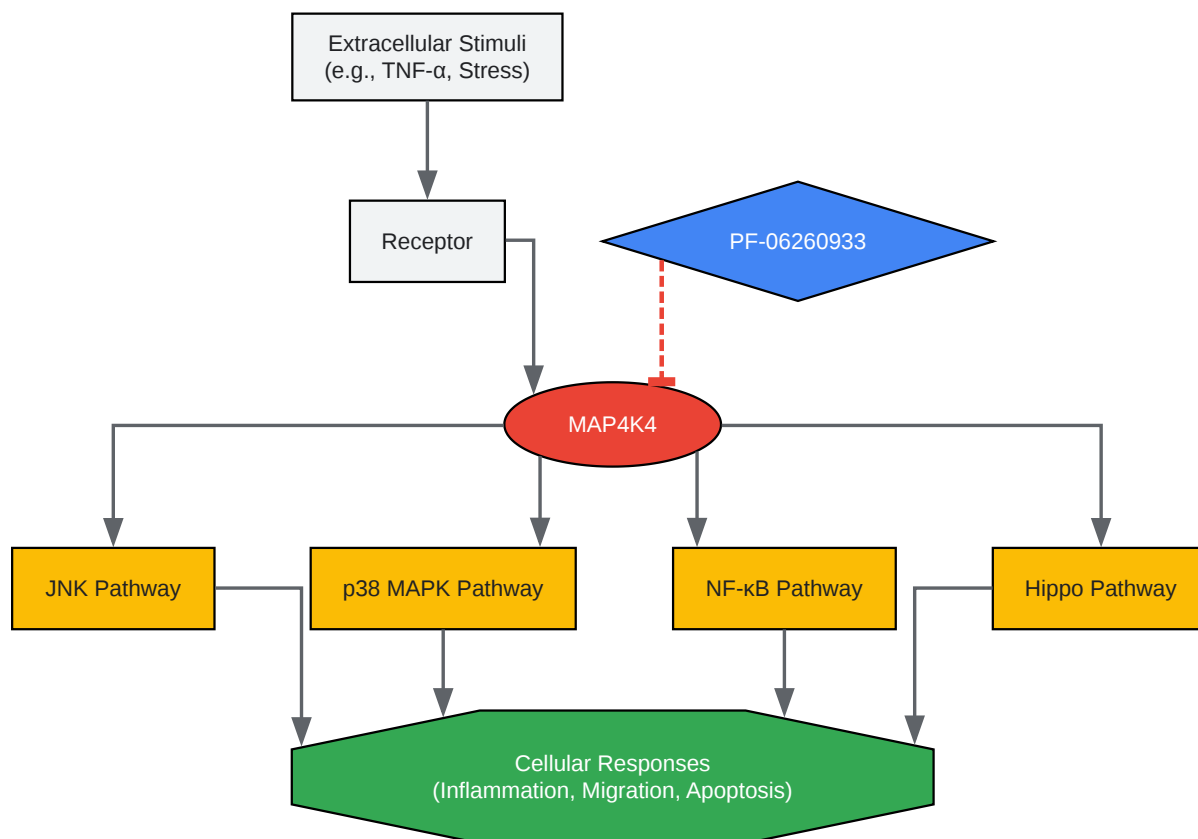 Extracellular Stimuli
(e.g., TNF-α, Stress)
Receptor
PF-06260933
MAP4K4
JNK Pathway
p38 MAPK Pathway
NF-κB Pathway
Hippo Pathway
Cellular Responses
(Inflammation, Migration, Apoptosis)